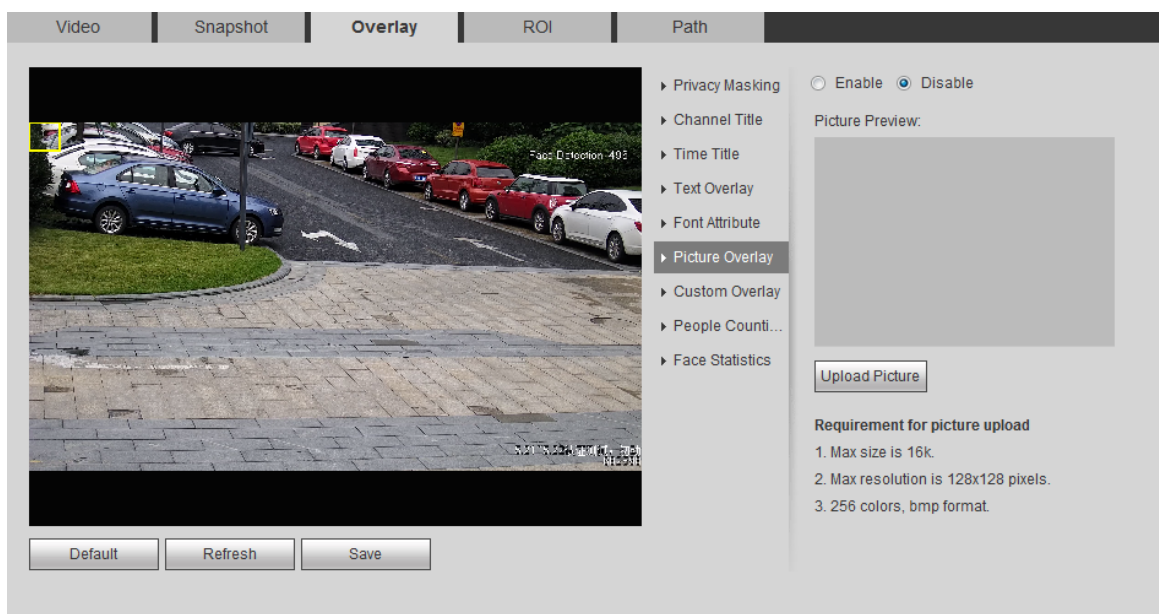 Video
Snapshot
Overlay
ROI
Path
Face Detection
Privacy Masking
Channel Title
Time Title
Text Overlay
Font Attribute
Picture Overlay
Custom Overlay
People Counti...
Face Statistics
Enable
Disable
Picture Preview:
Upload Picture
Requirement for picture upload
1. Max size is 16k.
2. Max resolution is 128x128 pixels.
3. 256 colors, bmp format.
Default
Refresh
Save